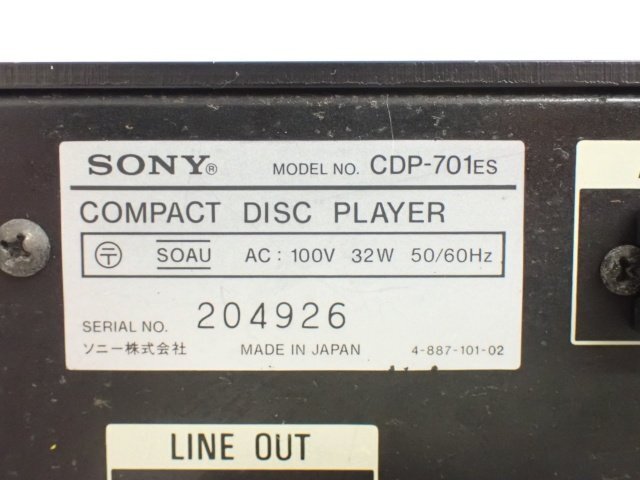 SONY® MODEL NO. CDP-701ES
COMPACT DISC PLAYER
〒 SOAU AC : 100V 32W 50/60Hz
SERIAL NO. 204926
ソニー株式会社 MADE IN JAPAN 4-887-101-02
LINE OUT